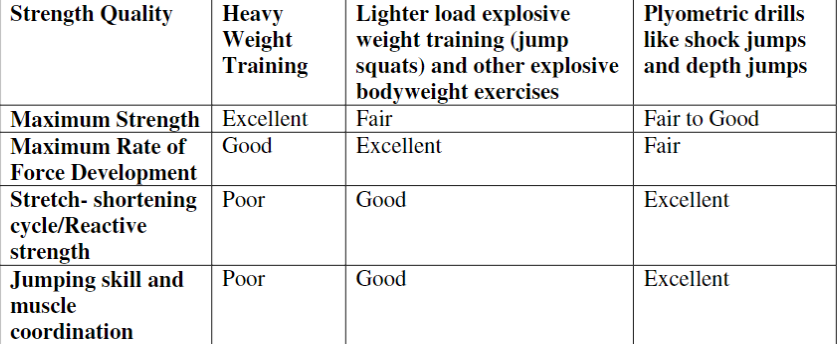 Strength Quality
Heavy
Weight
Training
Lighter load explosive
weight training (jump
squats) and other explosive
bodyweight exercises
Plyometric drills
like shock jumps
and depth jumps
Maximum Strength
Excellent
Fair
Fair to Good
Maximum Rate of
Force Development
Good
Excellent
Fair
Stretch- shortening
cycle/Reactive
strength
Poor
Good
Excellent
Jumping skill and
muscle
coordination
Poor
Good
Excellent